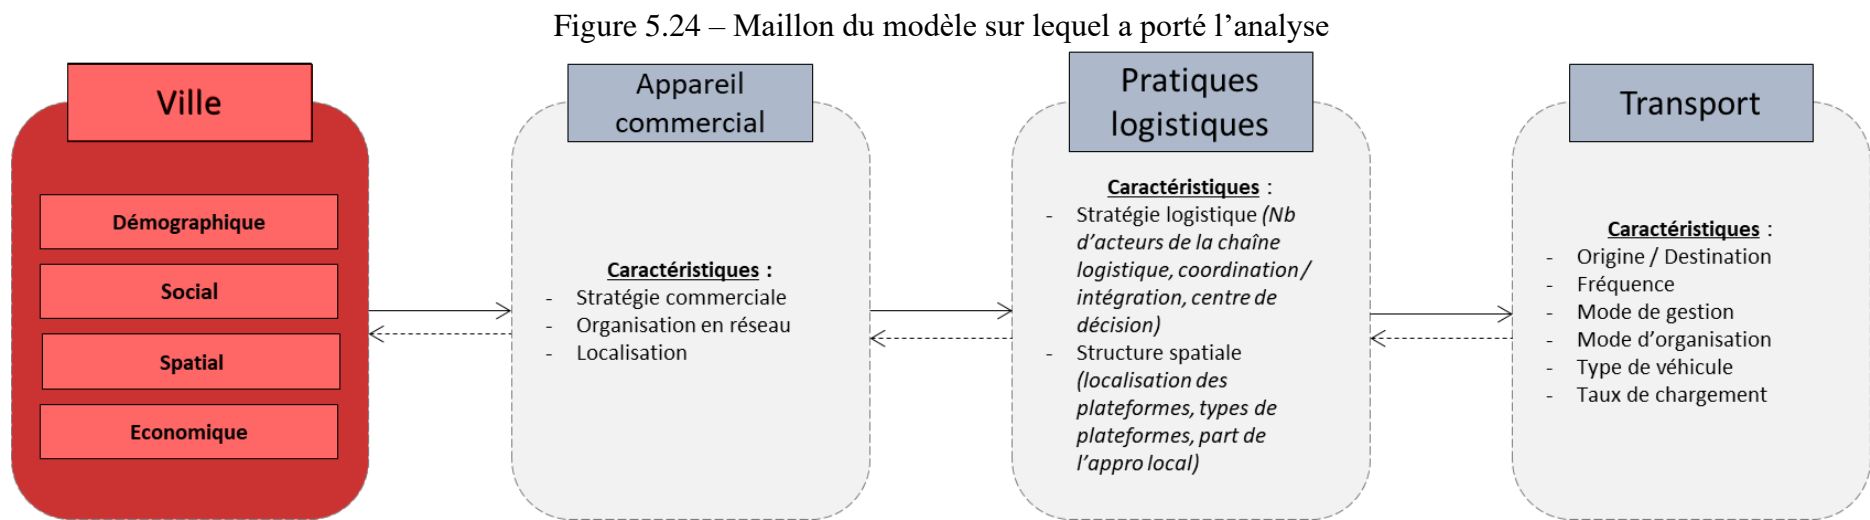 Figure 5.24 – Maillon du modèle sur lequel a porté l’analyse
Ville
Démographique
Social
Spatial
Economique
Appareil
commercial
Caractéristiques :
- Stratégie commerciale
- Organisation en réseau
- Localisation
Pratiques
logistiques
Caractéristiques :
- Stratégie logistique (Nb
d’acteurs de la chaîne
logistique, coordination /
intégration, centre de
décision)
- Structure spatiale
(localisation des
plateformes, types de
plateformes, part de
l’appro local)
Transport
Caractéristiques :
- Origine / Destination
- Fréquence
- Mode de gestion
- Mode d’organisation
- Type de véhicule
- Taux de chargement